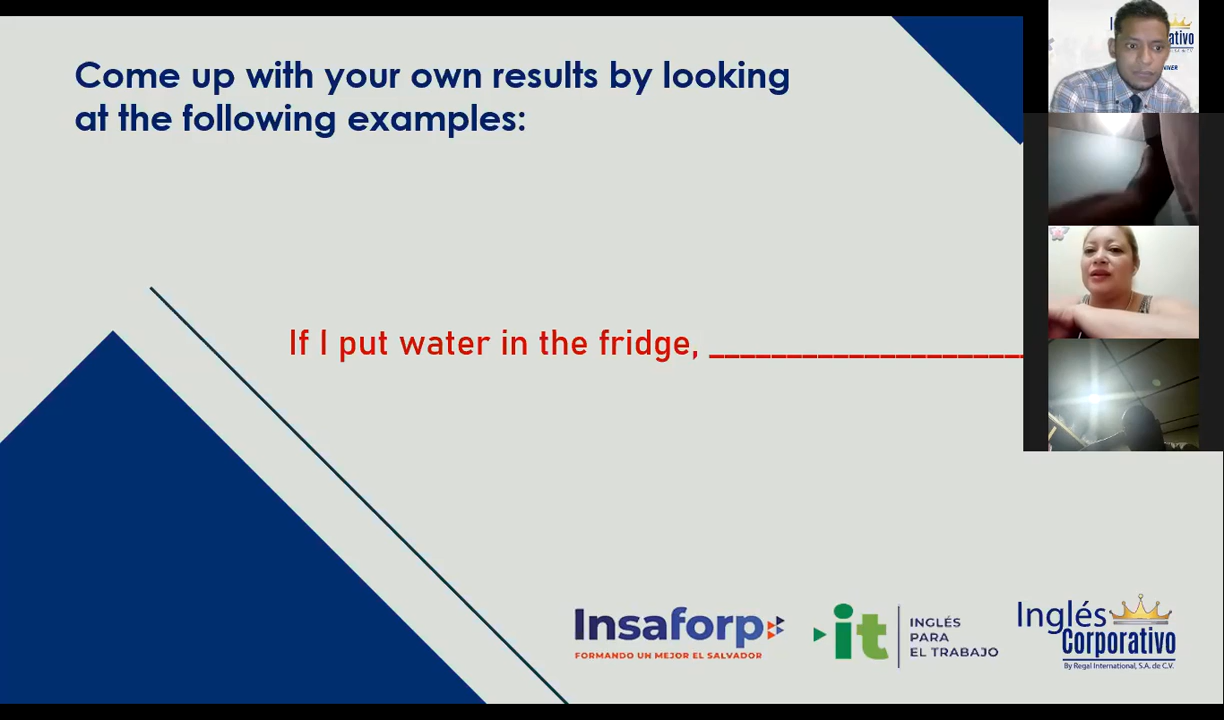 Come up with your own results by looking
at the following examples:
If I put water in the fridge, ______________________
Insaforp
FORMANDO UN MEJOR EL SALVADOR
it
INGLÉS
PARA
EL TRABAJO
Inglés
Corporativo
By Regal International, S.A. de C.V.